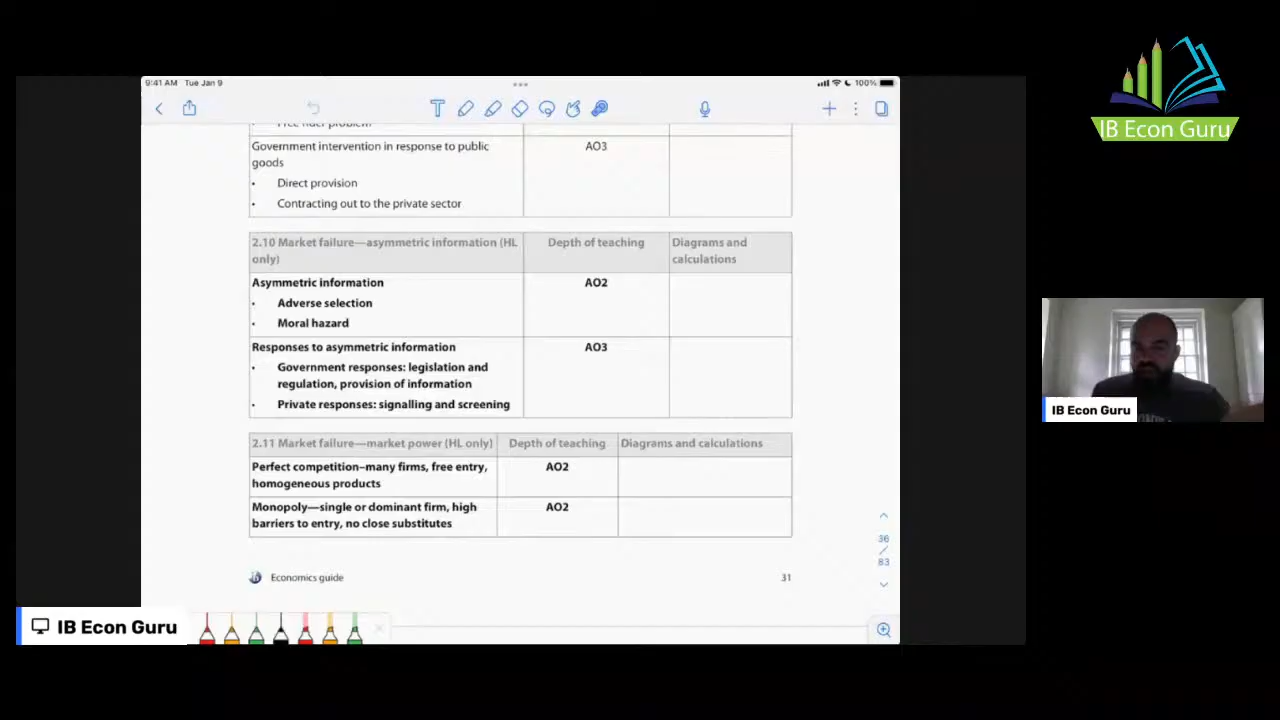 9:41 AM Tue Jan 9
100%
Free rider problem
Government intervention in response to public
goods
AO3
• Direct provision
• Contracting out to the private sector
2.10 Market failure—asymmetric information (HL
only)
Depth of teaching
Diagrams and
calculations
Asymmetric information
AO2
• Adverse selection
• Moral hazard
Responses to asymmetric information
AO3
• Government responses: legislation and
regulation, provision of information
• Private responses: signalling and screening
2.11 Market failure—market power (HL only)
Depth of teaching
Diagrams and calculations
Perfect competition–many firms, free entry,
homogeneous products
AO2
Monopoly—single or dominant firm, high
barriers to entry, no close substitutes
AO2
36
/
83
Economics guide
31
IB Econ Guru
IB Econ Guru
IB Econ Guru